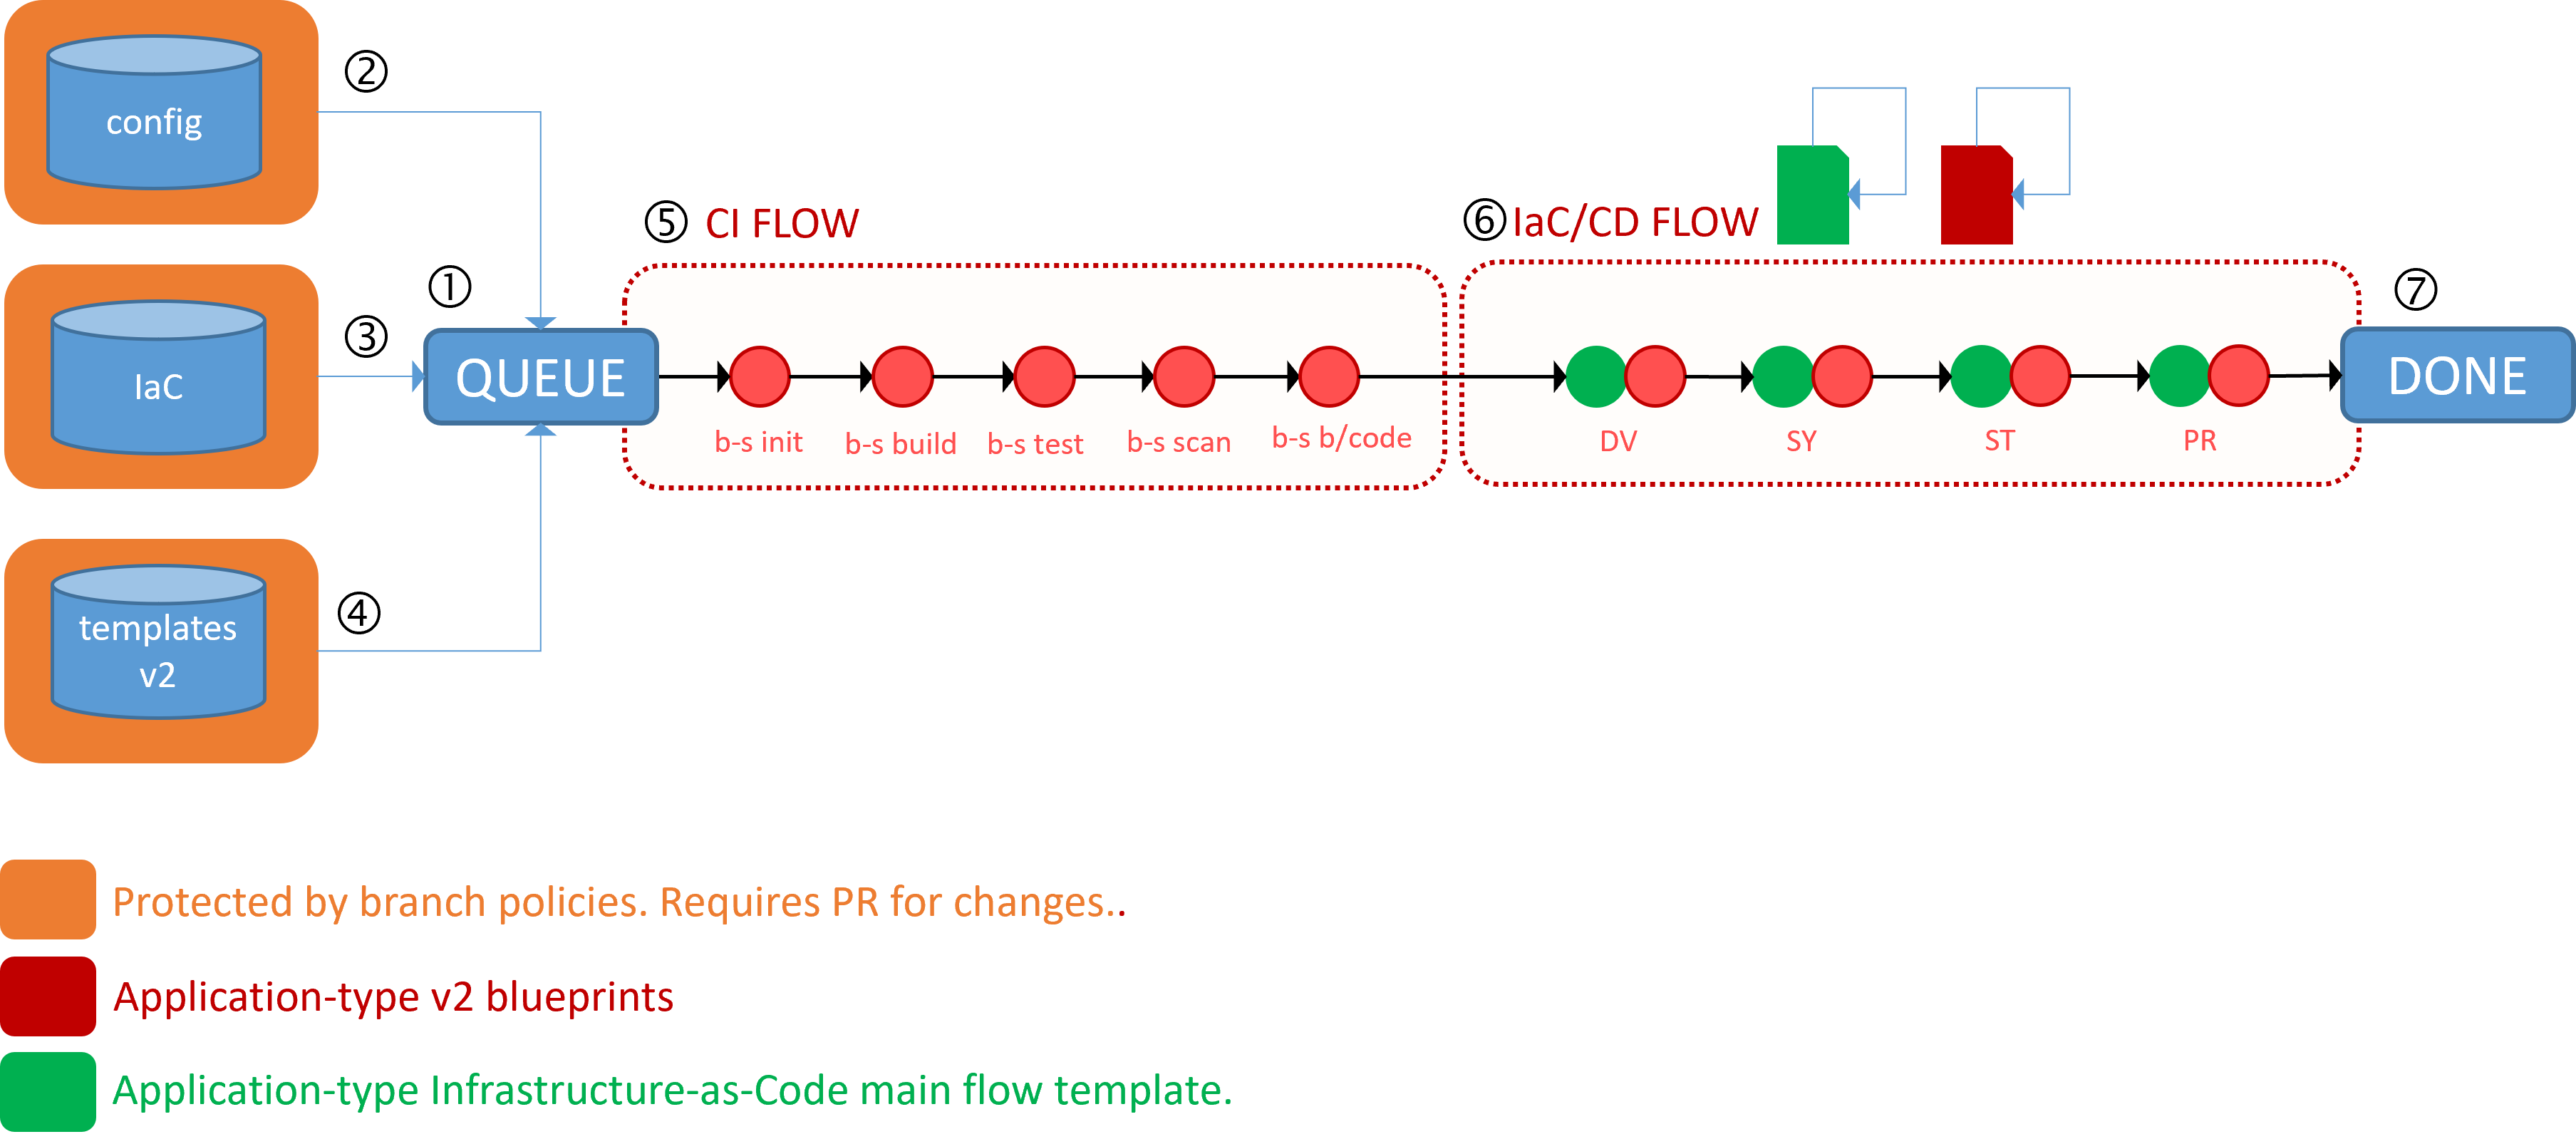 ②
config
⑤ CI FLOW
⑥ IaC/CD FLOW
①
③
IaC
QUEUE
⑦
DONE
b-s init
b-s build
b-s test
b-s scan
b-s b/code
DV
SY
ST
PR
④
templates
v2
Protected by branch policies. Requires PR for changes..
Application-type v2 blueprints
Application-type Infrastructure-as-Code main flow template.